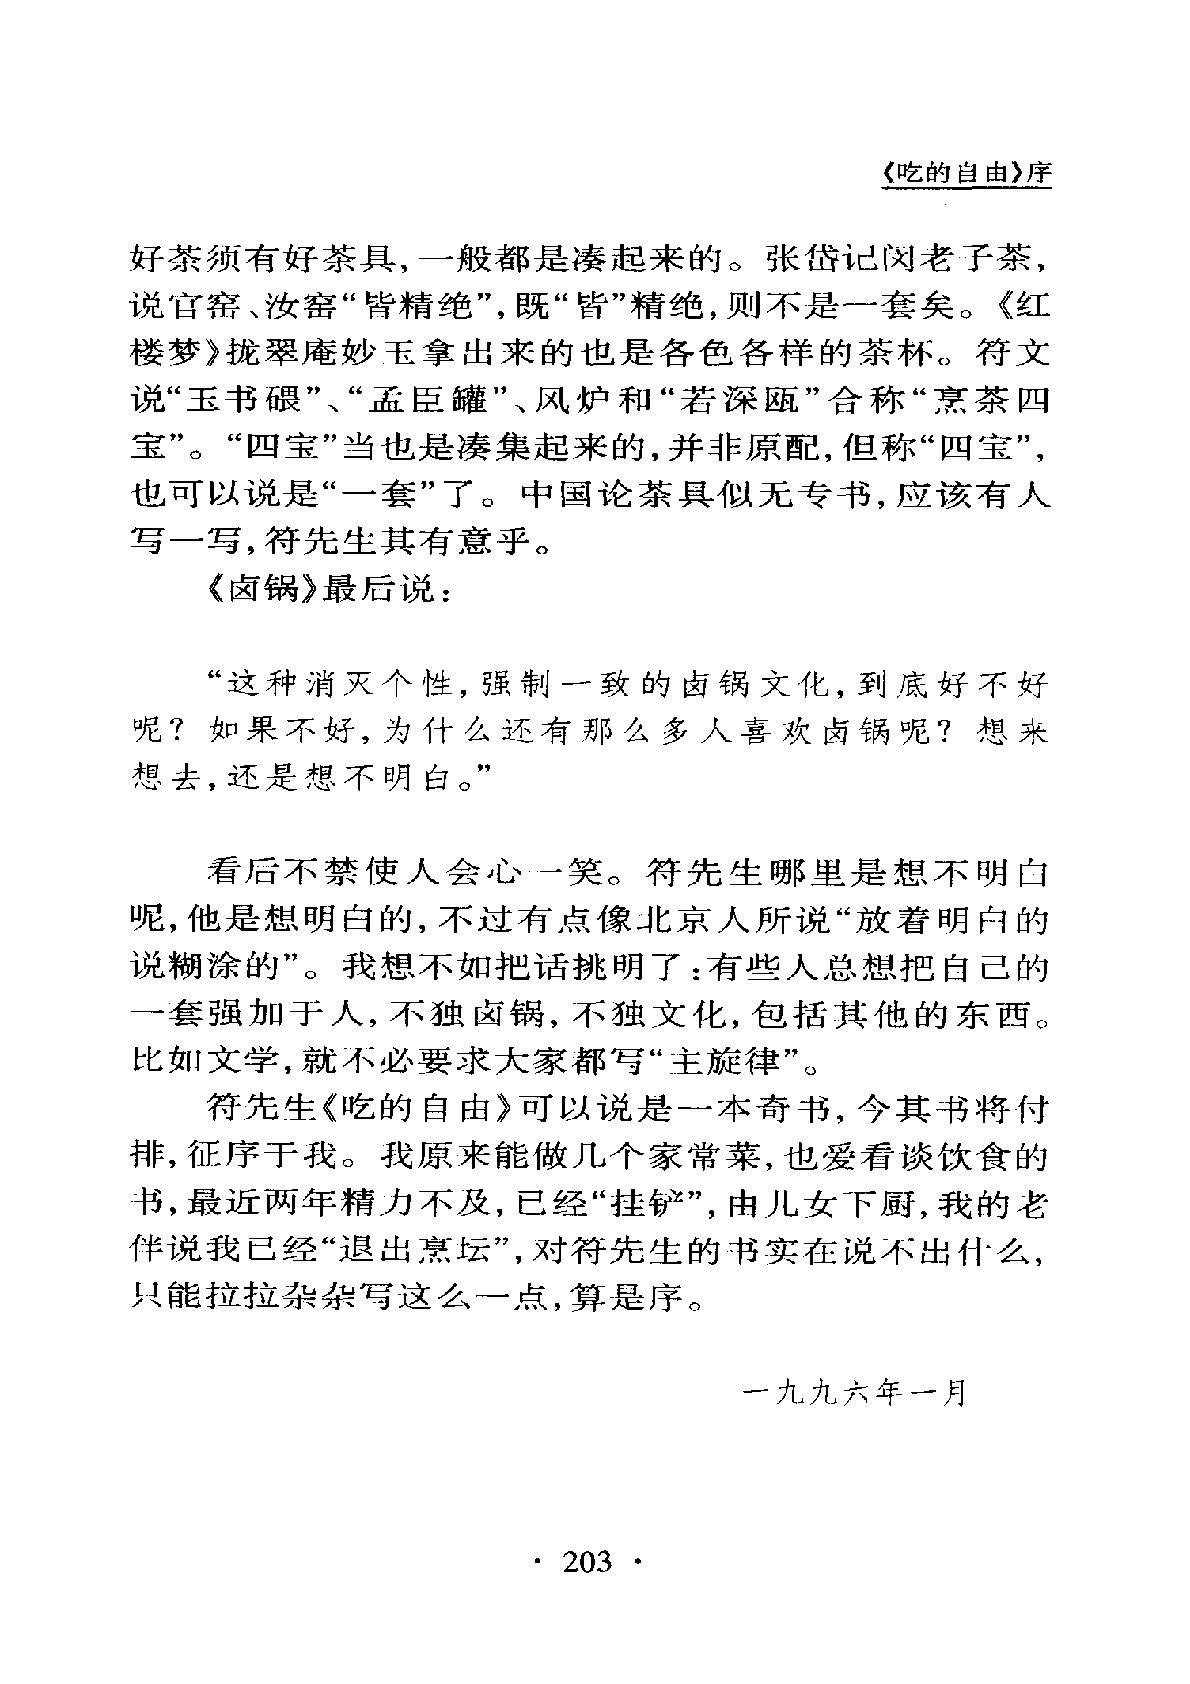 《吃的自由》序
好茶须有好茶具，一般都是凑起来的。张岱记闵老子茶，
说官窑、汝窑“皆精绝”，既“皆”精绝，则不是一套矣。《红
楼梦》拢翠庵妙玉拿出来的也是各色各样的茶杯。符文
说“玉书碨”、“孟臣罐”、风炉和“若深瓯”合称“烹茶四
宝”。“四宝”当也是凑集起来的，并非原配，但称“四宝”，
也可以说是“一套”了。中国论茶具似无专书，应该有人
写一写，符先生其有意乎。
《卤锅》最后说：
“这种消灭个性，强制一致的卤锅文化，到底好不好
呢？如果不好，为什么还有那么多人喜欢卤锅呢？想来
想去，还是想不明白。”
看后不禁使人会心一笑。符先生哪里是想不明白
呢，他是想明白的，不过有点像北京人所说“放着明白的
说糊涂的”。我想不如把话挑明了：有些人总想把自己的
一套强加于人，不独卤锅，不独文化，包括其他的东西。
比如文学，就不必要求大家都写“主旋律”。
符先生《吃的自由》可以说是一本奇书，今其书将付
排，征序于我。我原来能做几个家常菜，也爱看谈饮食的
书，最近两年精力不及，已经“挂铲”，由儿女下厨，我的老
伴说我已经“退出烹坛”，对符先生的书实在说不出什么，
只能拉拉杂杂写这么一点，算是序。
一九九六年一月
· 203 ·